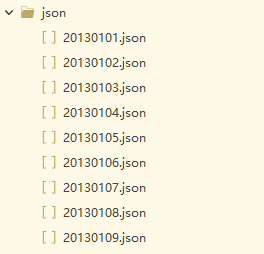 json
[ ] 20130101.json
[ ] 20130102.json
[ ] 20130103.json
[ ] 20130104.json
[ ] 20130105.json
[ ] 20130106.json
[ ] 20130107.json
[ ] 20130108.json
[ ] 20130109.json